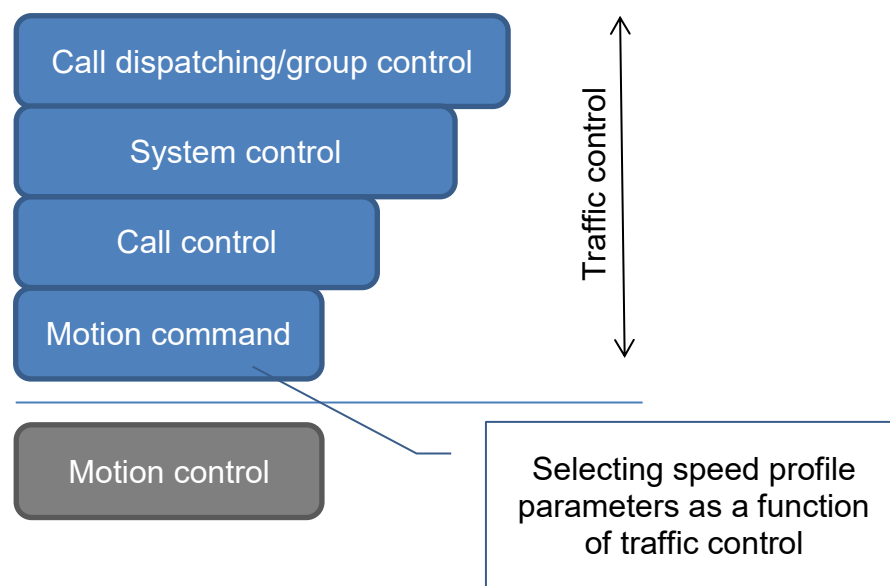 Call dispatching/group control
System control
Call control
Motion command
Motion control
Traffic control
Selecting speed profile
parameters as a function
of traffic control